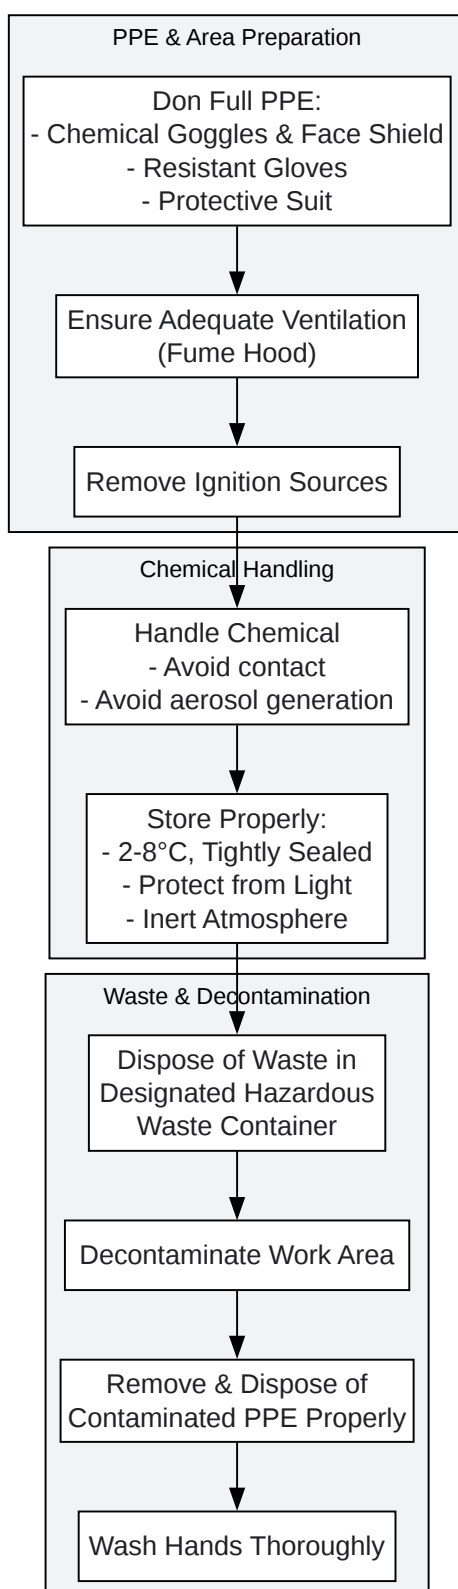 PPE & Area Preparation
Don Full PPE:
- Chemical Goggles & Face Shield
- Resistant Gloves
- Protective Suit
Ensure Adequate Ventilation
(Fume Hood)
Remove Ignition Sources
Chemical Handling
Handle Chemical
- Avoid contact
- Avoid aerosol generation
Store Properly:
- 2-8°C, Tightly Sealed
- Protect from Light
- Inert Atmosphere
Waste & Decontamination
Dispose of Waste in
Designated Hazardous
Waste Container
Decontaminate Work Area
Remove & Dispose of
Contaminated PPE Properly
Wash Hands Thoroughly